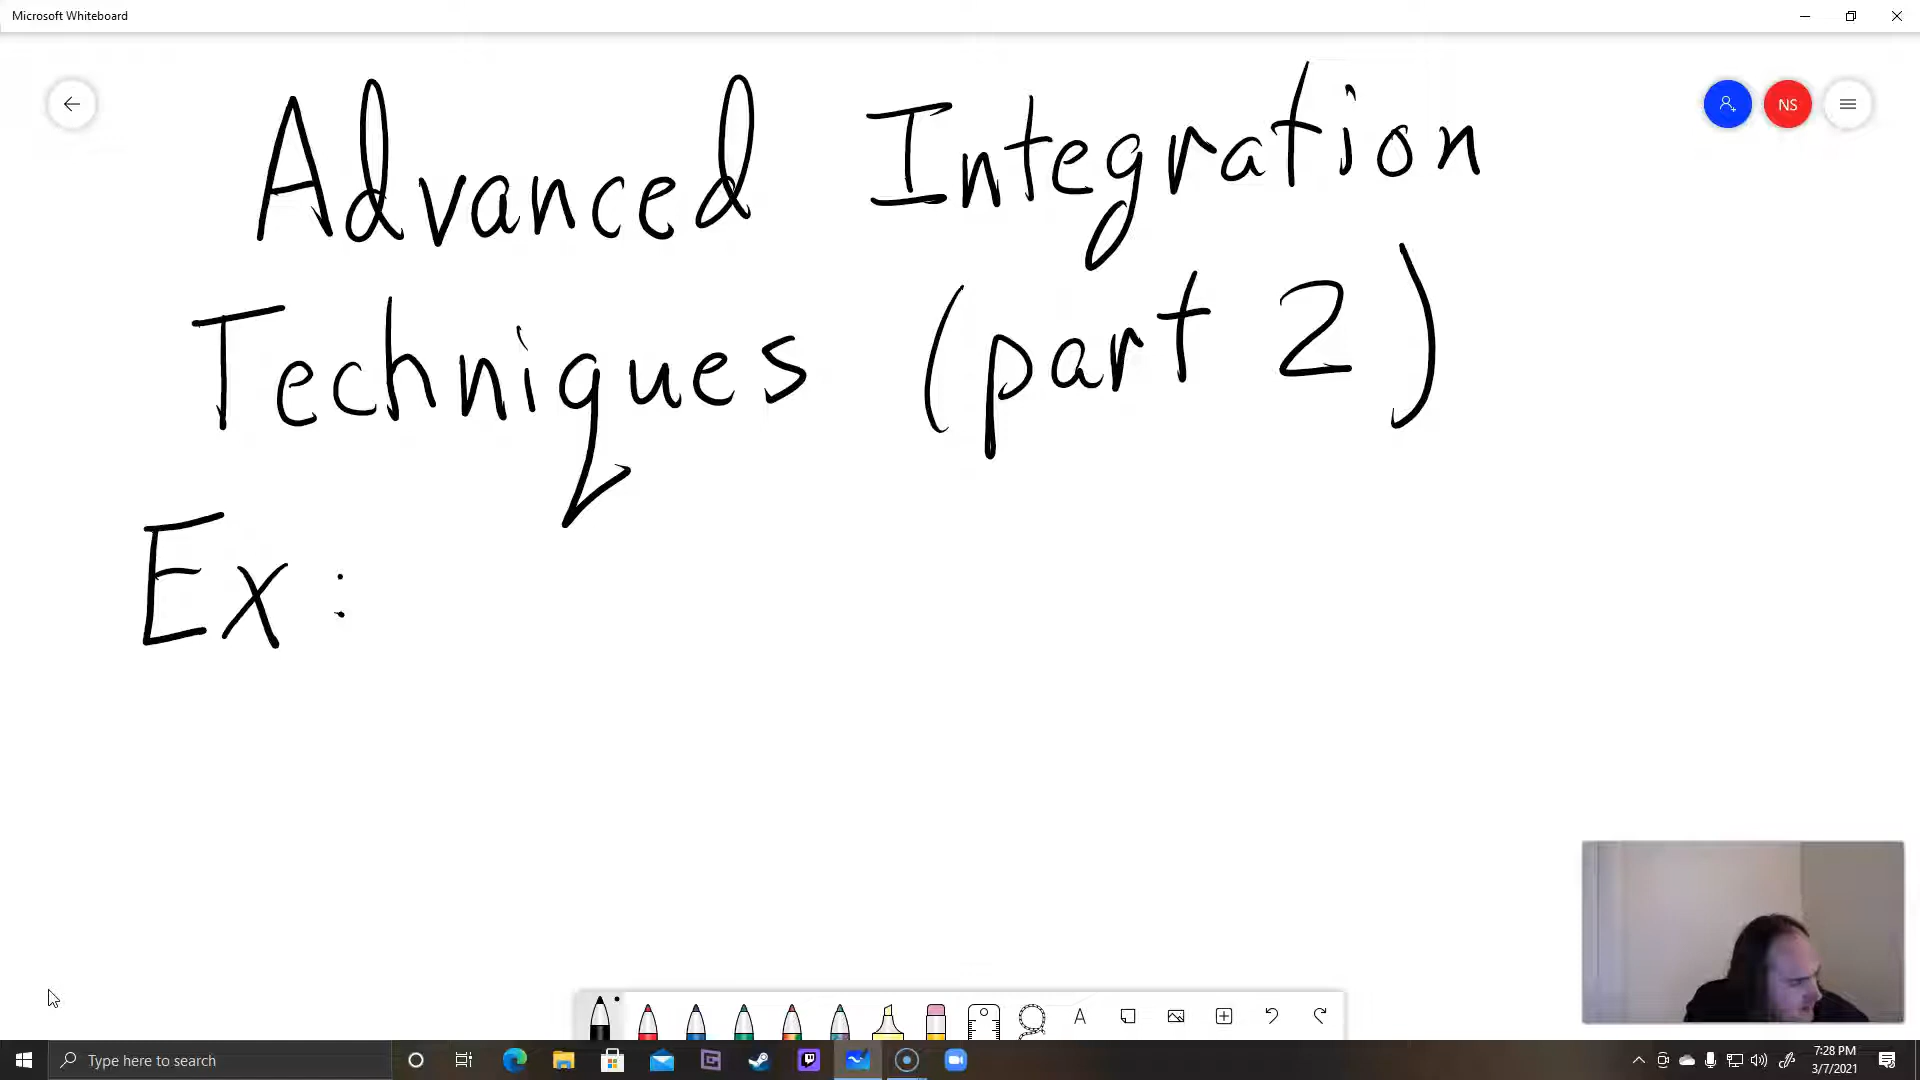 Microsoft Whiteboard
NS
Advanced Integration
Techniques (part 2)
Ex:
A
Type here to search
7:28 PM
3/7/2021